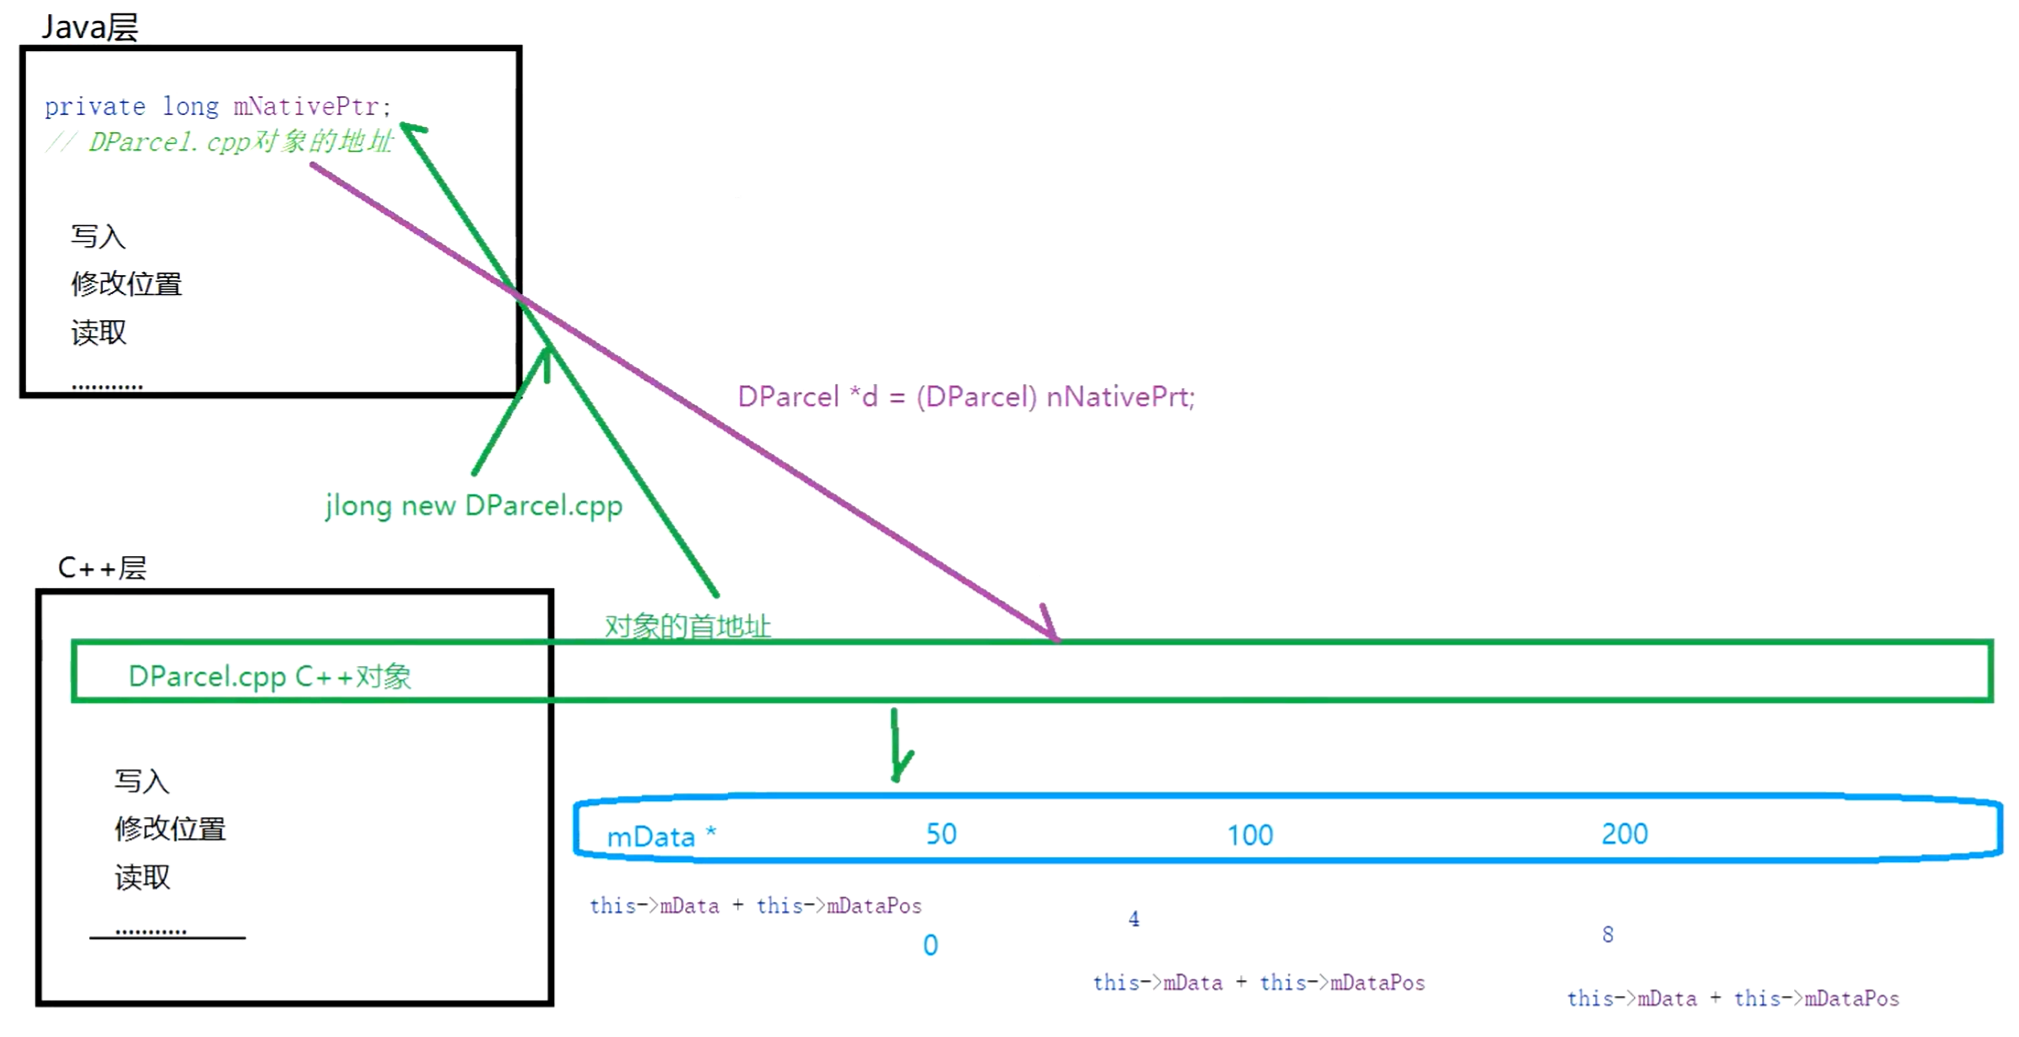 Java层
private long mNativePtr;
// DParcel.cpp对象的地址
写入
修改位置
读取
...........
DParcel *d = (DParcel) nNativePrt;
jlong new DParcel.cpp
C++层
对象的首地址
DParcel.cpp C++对象
写入
修改位置
读取
...........
mData * 50 100 200
this->mData + this->mDataPos
4
0
8
this->mData + this->mDataPos
this->mData + this->mDataPos